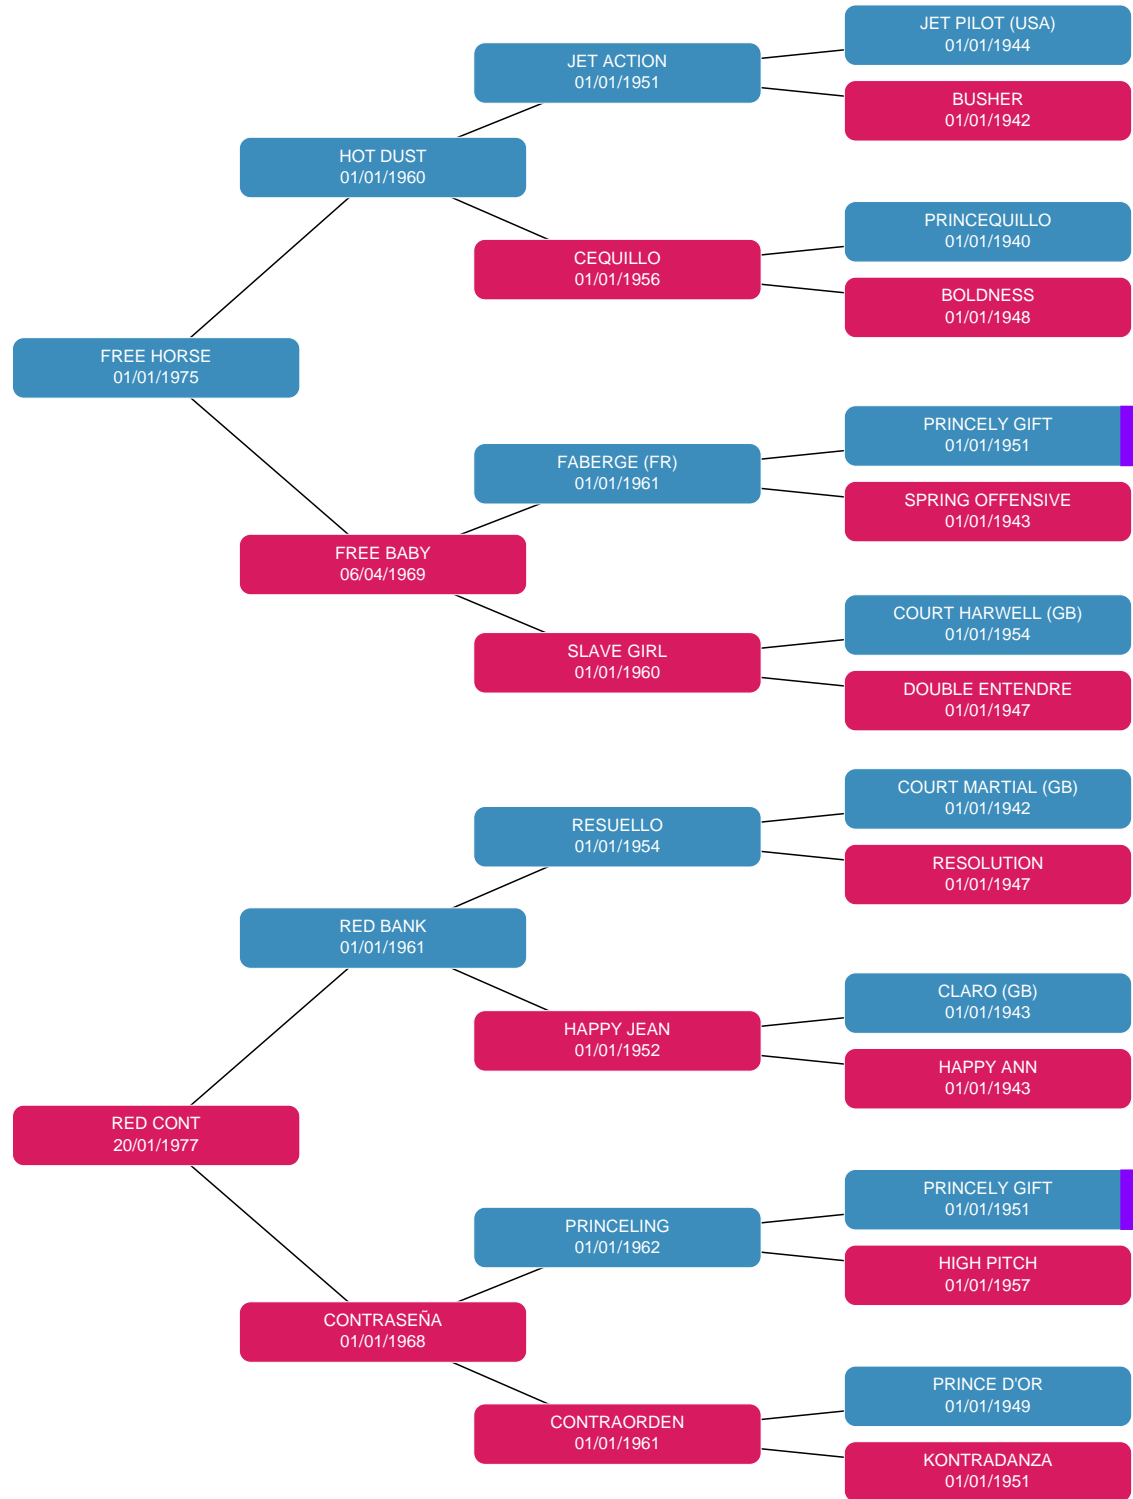 JET PILOT (USA)
01/01/1944
JET ACTION
01/01/1951
BUSHER
01/01/1942
HOT DUST
01/01/1960
PRINCEQUILLO
01/01/1940
CEQUILLO
01/01/1956
BOLDNESS
01/01/1948
FREE HORSE
01/01/1975
PRINCELY GIFT
01/01/1951
FABERGE (FR)
01/01/1961
SPRING OFFENSIVE
01/01/1943
FREE BABY
06/04/1969
COURT HARWELL (GB)
01/01/1954
SLAVE GIRL
01/01/1960
DOUBLE ENTENDRE
01/01/1947
COURT MARTIAL (GB)
01/01/1942
RESUELLO
01/01/1954
RESOLUTION
01/01/1947
RED BANK
01/01/1961
CLARO (GB)
01/01/1943
HAPPY JEAN
01/01/1952
HAPPY ANN
01/01/1943
RED CONT
20/01/1977
PRINCELY GIFT
01/01/1951
PRINCELING
01/01/1962
HIGH PITCH
01/01/1957
CONTRASEÑA
01/01/1968
PRINCE D'OR
01/01/1949
CONTRAORDEN
01/01/1961
KONTRADANZA
01/01/1951